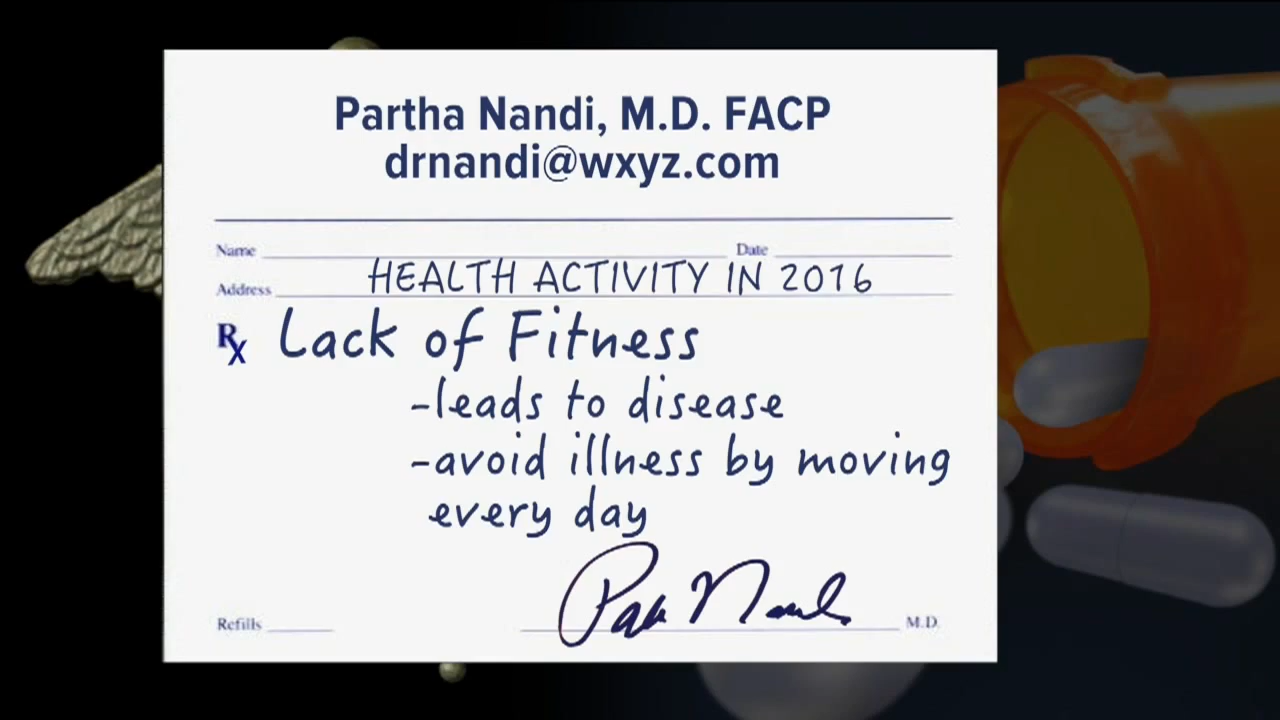 Partha Nandi, M.D. FACP
drnandi@wxyz.com
Name Date
HEALTH ACTIVITY IN 2016
Address
Rx Lack of Fitness
-leads to disease
-avoid illness by moving
every day
Refills M.D.